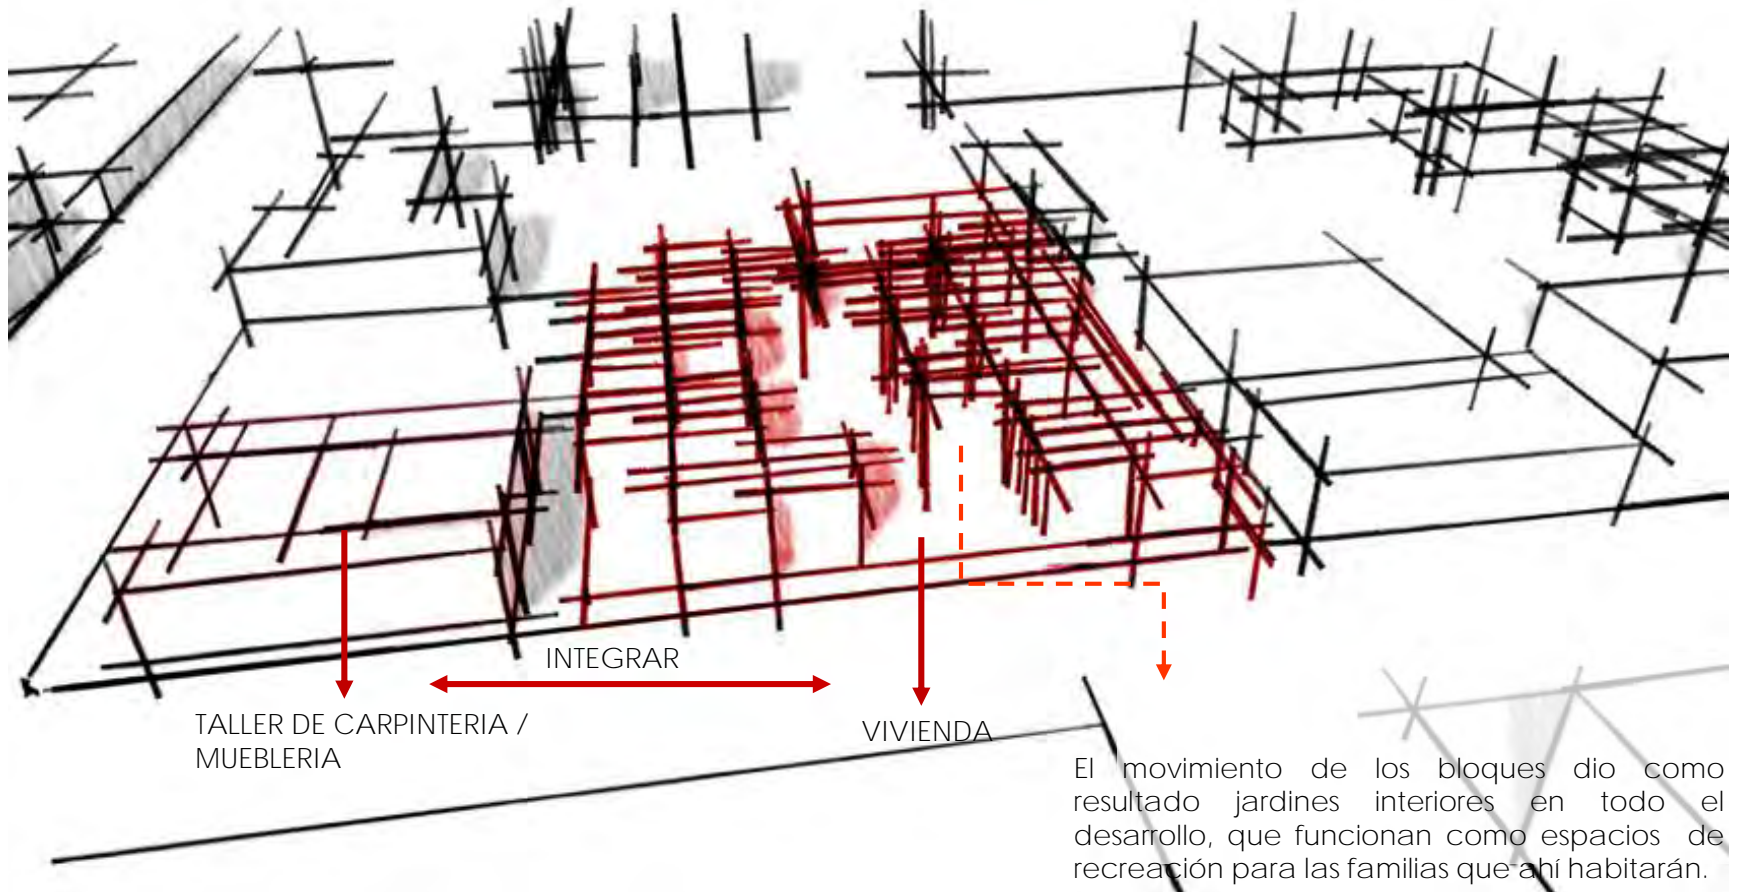 INTEGRAR
TALLER DE CARPINTERIA /
MUEBLERIA
VIVIENDA
El movimiento de los bloques dio como
resultado jardines interiores en todo el
desarrollo, que funcionan como espacios de
recreación para las familias que ahí habitarán.